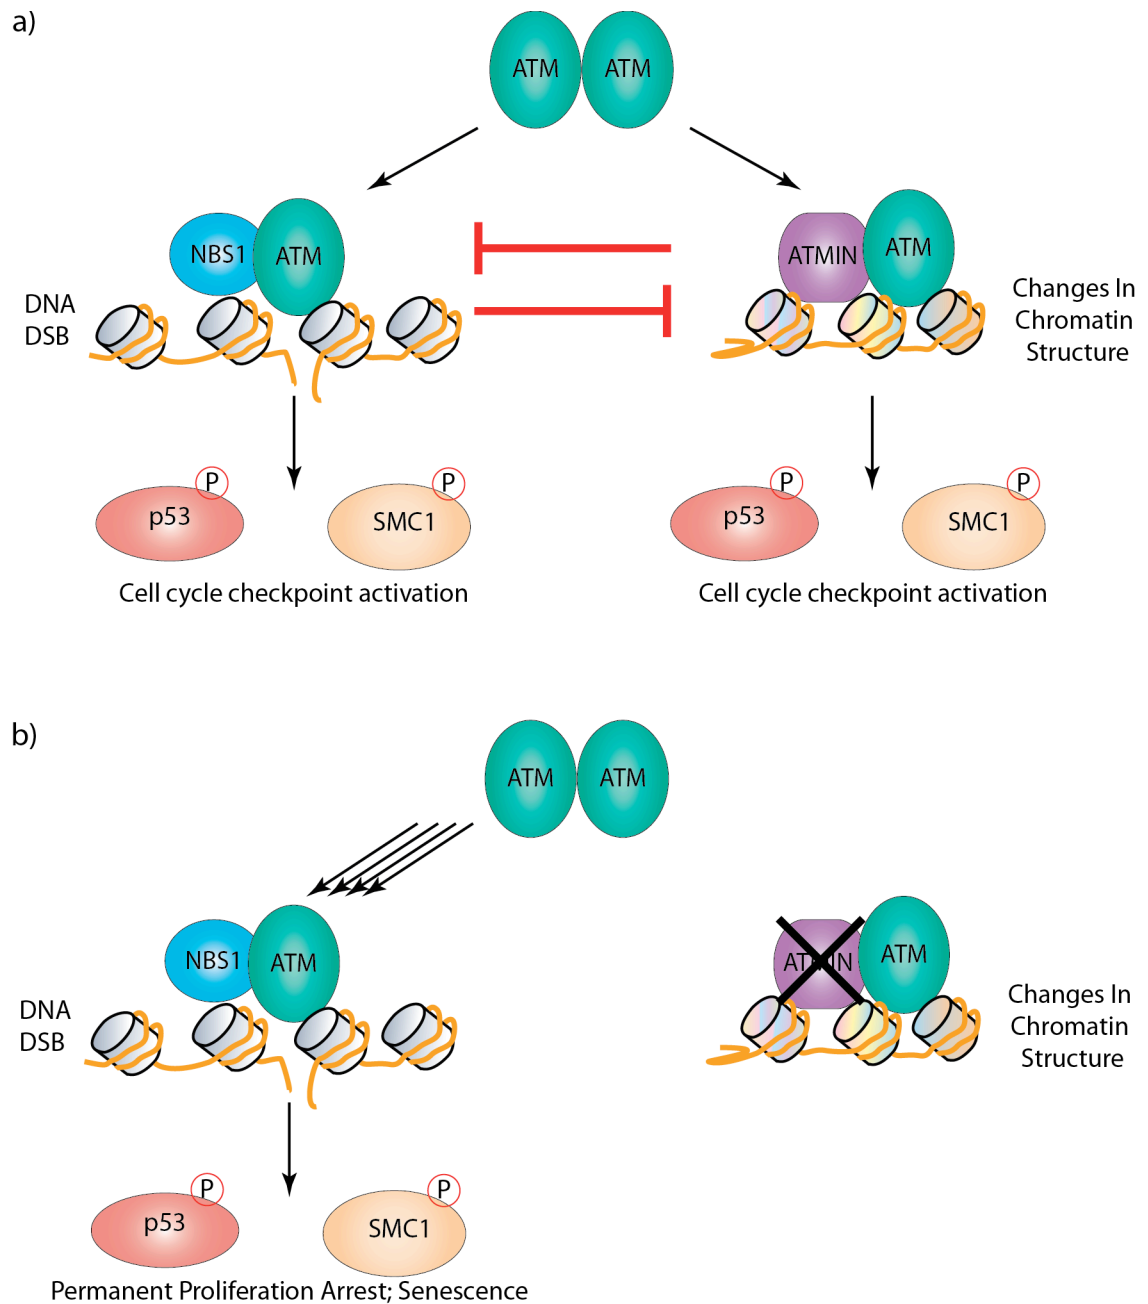 a)
ATM ATM
NBS1 ATM
ATMIN ATM
DNA
DSB
Changes In
Chromatin
Structure
P P
p53 SMC1
P P
p53 SMC1
Cell cycle checkpoint activation
Cell cycle checkpoint activation
b)
ATM ATM
NBS1 ATM
ATMIN ATM
DNA
DSB
Changes In
Chromatin
Structure
P P
p53 SMC1
Permanent Proliferation Arrest; Senescence